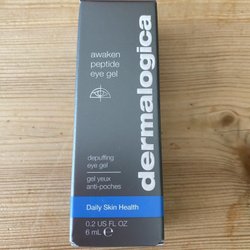 awaken
peptide
eye gel
dermalogica
depuffing
eye gel
gel yeux
anti-poches
Daily Skin Health
0.2 US FL OZ
6 mL ℮